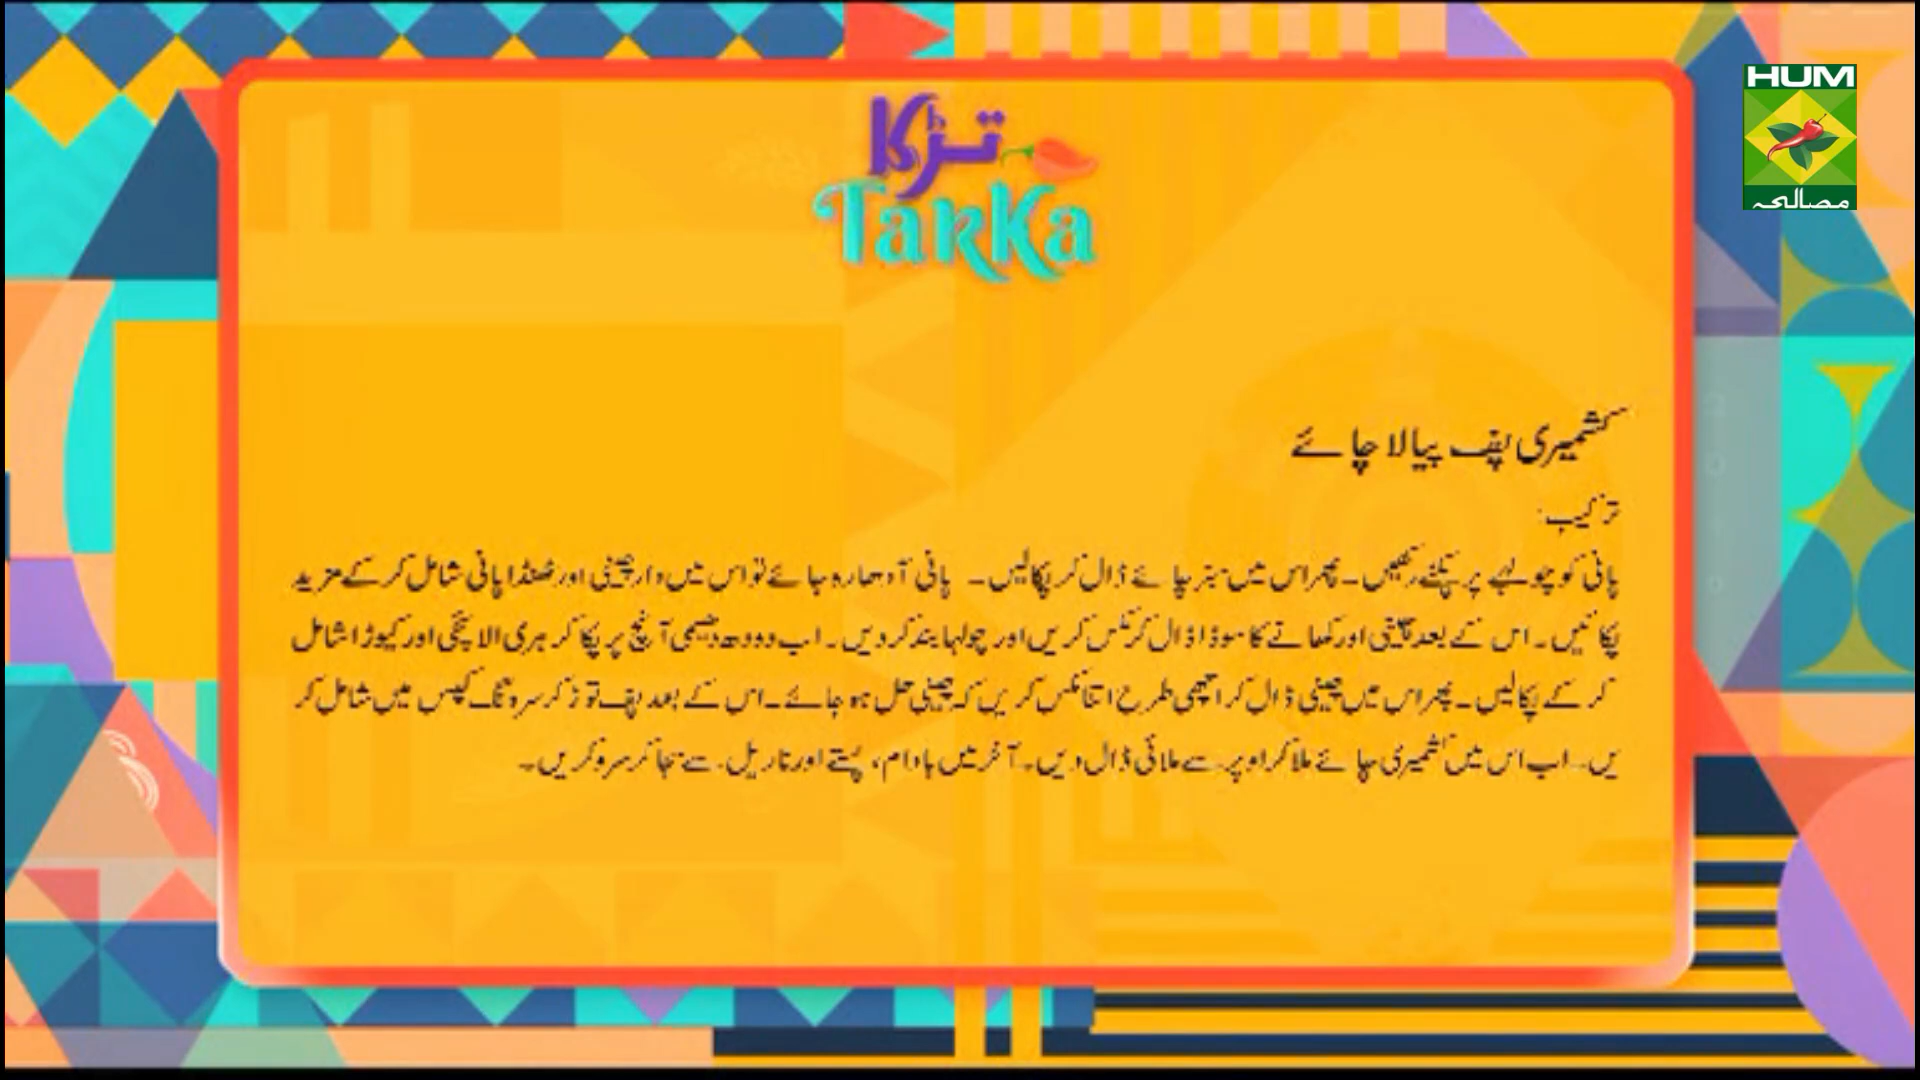 HUM
مصالحہ
تڑکا
Tarka
کشمیری پف پیالا چائے
ترکیب:
پانی کو چولہے پر پکنے رکھیں۔ پھر اس میں سبز چائے ڈال کر پکالیں۔ پانی آدھا رہ جائے تو اس میں دار چینی اور ٹھنڈا پانی شامل کر کے مزید
پکائیں۔ اس کے بعد پھینٹی اور کھانے کا سوڈا ڈال کر مکس کریں اور چولہا بند کر دیں۔ اب دودھ دھیمی آنچ پر پکا کر ہری الائچی اور کیوڑا شامل
کر کے پکالیں۔ پھر اس میں چینی ڈال کر اچھی طرح اتنا مکس کریں کہ چینی حل ہو جائے۔ اس کے بعد پف توڑ کر سرونگ کپس میں شامل کر
یں۔ اب اس میں کشمیری چائے ملا کر اوپر سے ملائی ڈال دیں۔ آخر میں بادام، پستے اور ناریل سے سجا کر سرو کریں۔